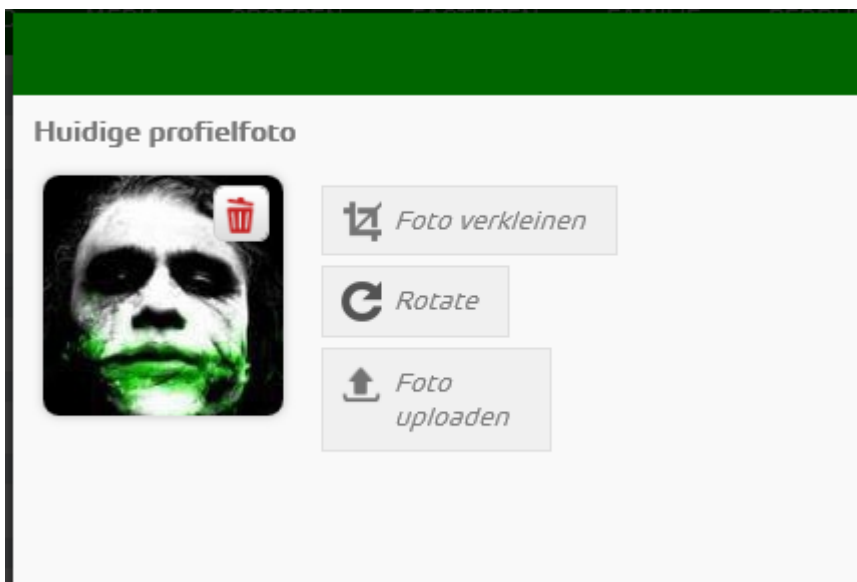 Huidige profielfoto
Foto verkleinen
Rotate
Foto
uploaden